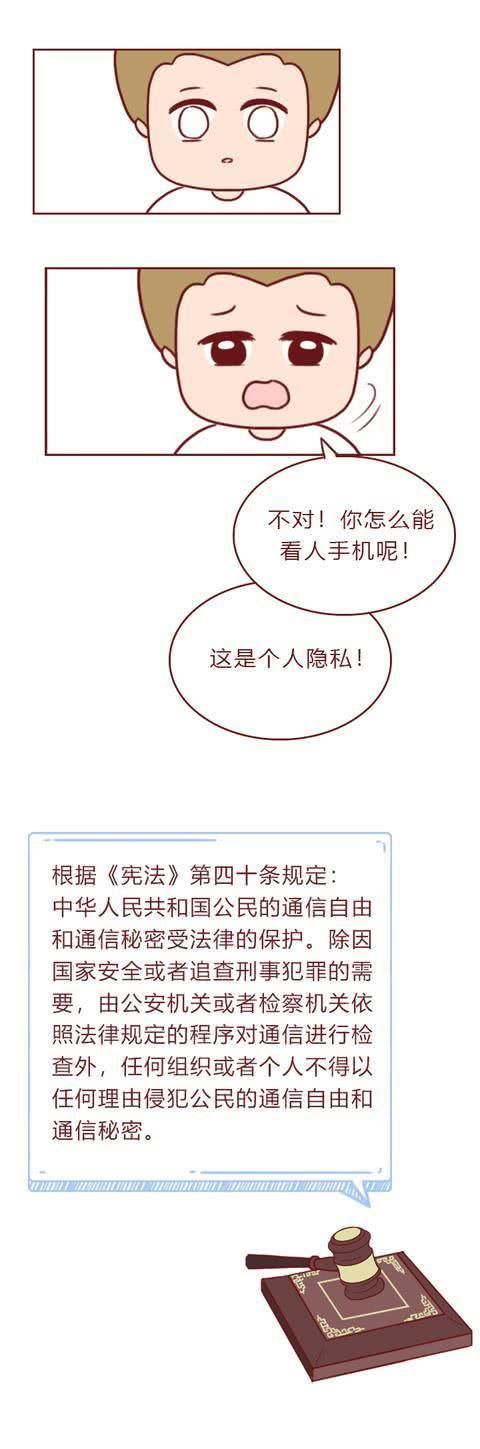 不对！你怎么能
看人手机呢！
这是个人隐私！
根据《宪法》第四十条规定：
中华人民共和国公民的通信自由
和通信秘密受法律的保护。除因
国家安全或者追查刑事犯罪的需
要，由公安机关或者检察机关依
照法律规定的程序对通信进行检
查外，任何组织或者个人不得以
任何理由侵犯公民的通信自由和
通信秘密。